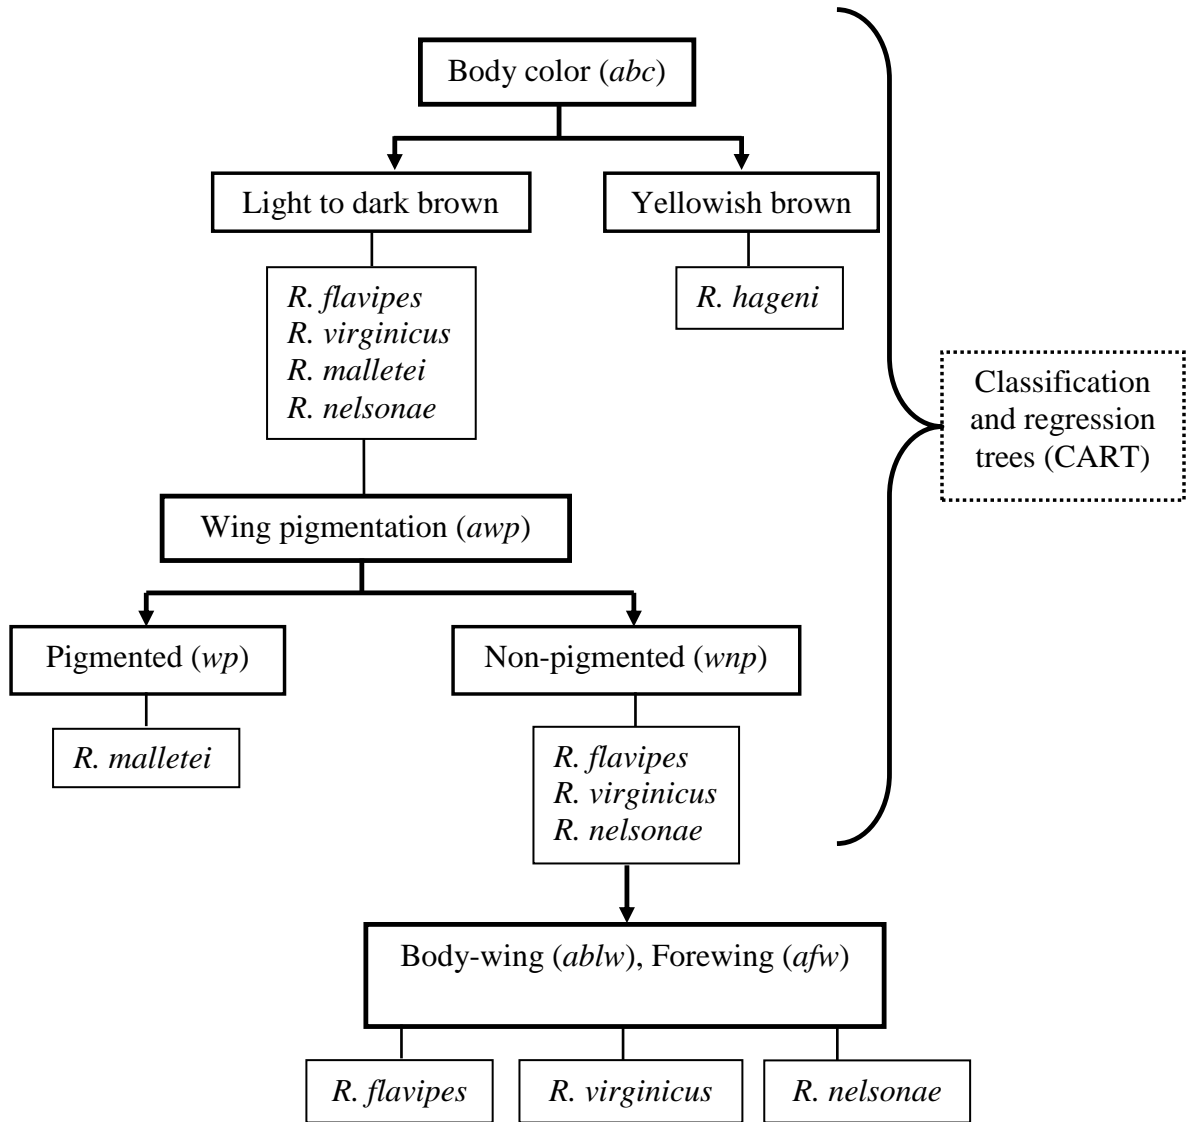 Body color (abc)
Light to dark brown
Yellowish brown
R. flavipes
R. virginicus
R. malletei
R. nelsonae
R. hageni
Classification
and regression
trees (CART)
Wing pigmentation (awp)
Pigmented (wp)
Non-pigmented (wnp)
R. malletei
R. flavipes
R. virginicus
R. nelsonae
Body-wing (ablw), Forewing (afw)
R. flavipes
R. virginicus
R. nelsonae